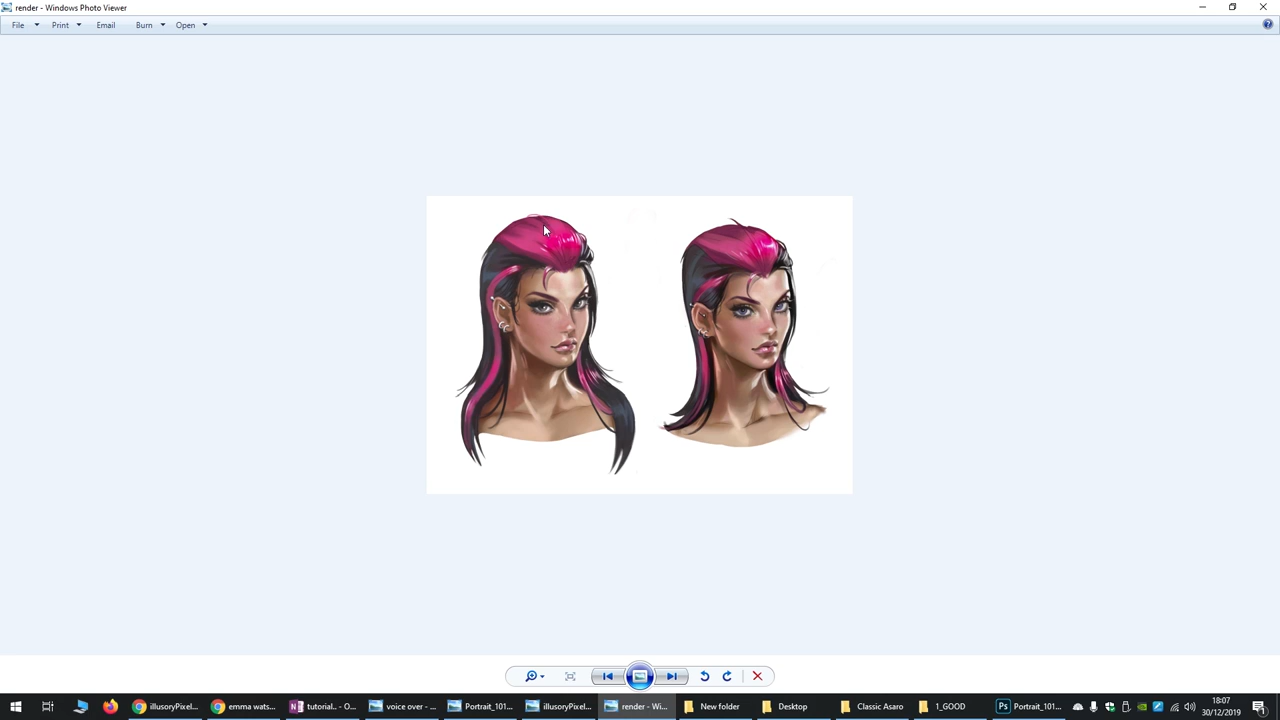 render - Windows Photo Viewer
File Print Email Burn Open
illusoryPixel... emma wats... tutorial.. - O... voice over - ... Portrait_101... illusoryPixel... render - Wi... New folder Desktop Classic Asaro 1_GOOD Portrait_101... 18:07
30/12/2019